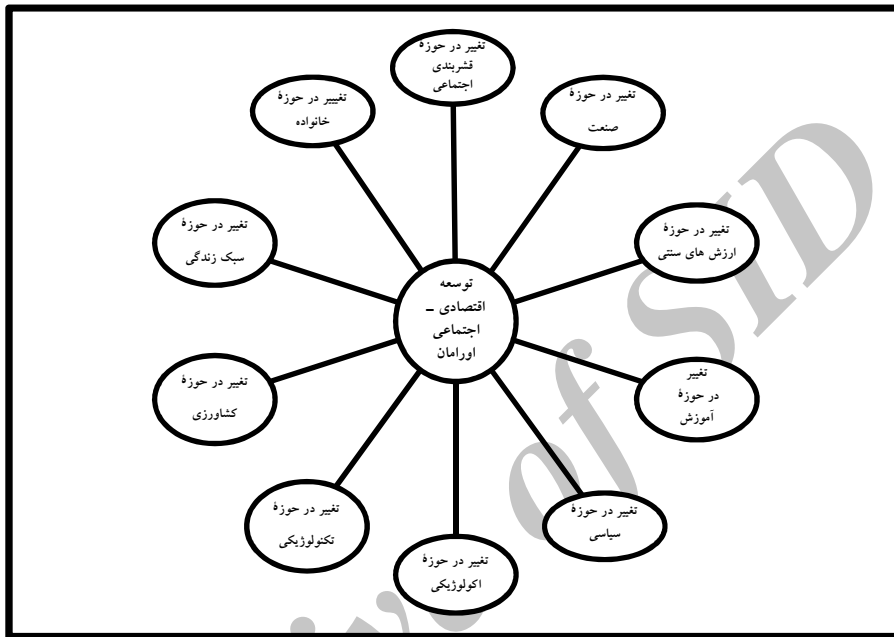 تغییر در حوزهٔ
قشربندی
اجتماعی
تغییر در حوزهٔ
صنعت
تغییر در حوزهٔ
ارزش های سنتی
تغییر
در حوزهٔ
آموزش
تغییر در حوزهٔ
سیاسی
تغییر در حوزهٔ
اکولوژیکی
تغییر در حوزهٔ
تکنولوژیکی
تغییر در حوزهٔ
کشاورزی
تغییر در حوزهٔ
سبک زندگی
تغییر در حوزهٔ
خانواده
توسعه
اقتصادی –
اجتماعی
اورامان
of SID